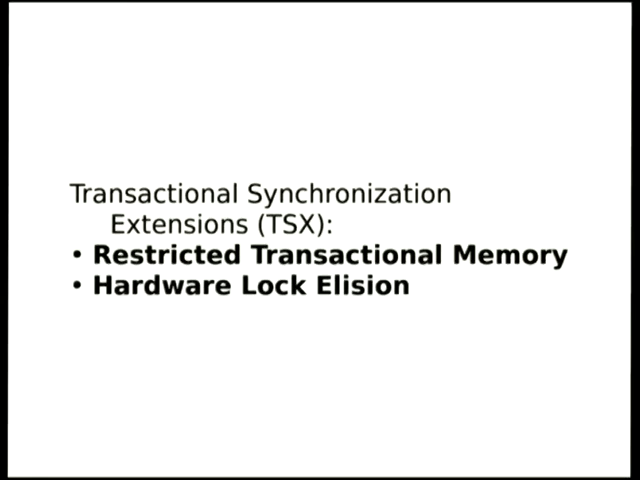 Transactional Synchronization
Extensions (TSX):
• Restricted Transactional Memory
• Hardware Lock Elision